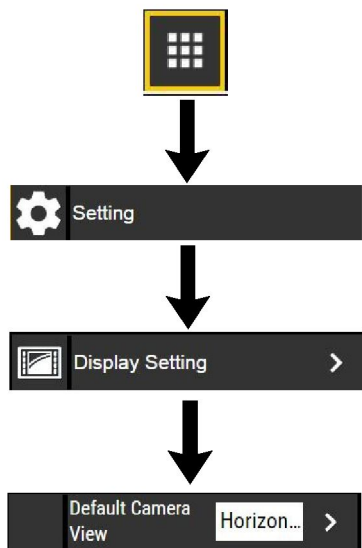 Setting
Display Setting
Default Camera
View
Horizon...